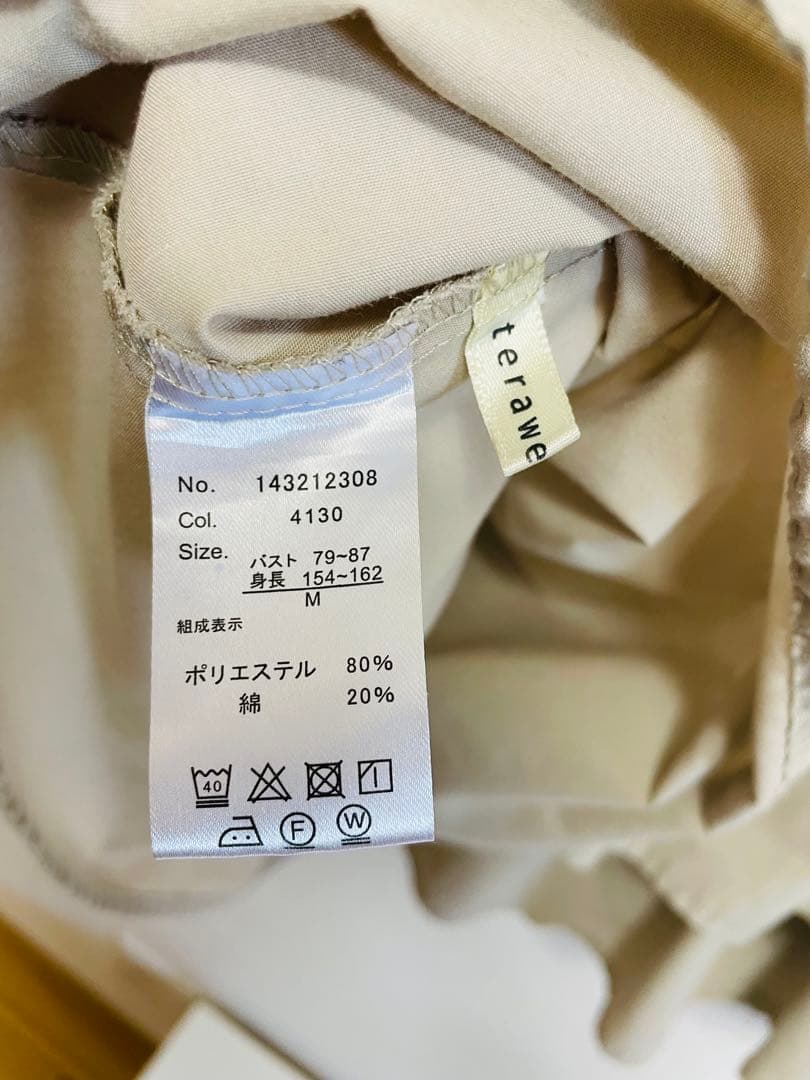 No. 143212308
Col. 4130
Size. バスト 79~87
身長 154~162
M
組成表示
ポリエステル 80%
綿 20%
40
F
W
terawe